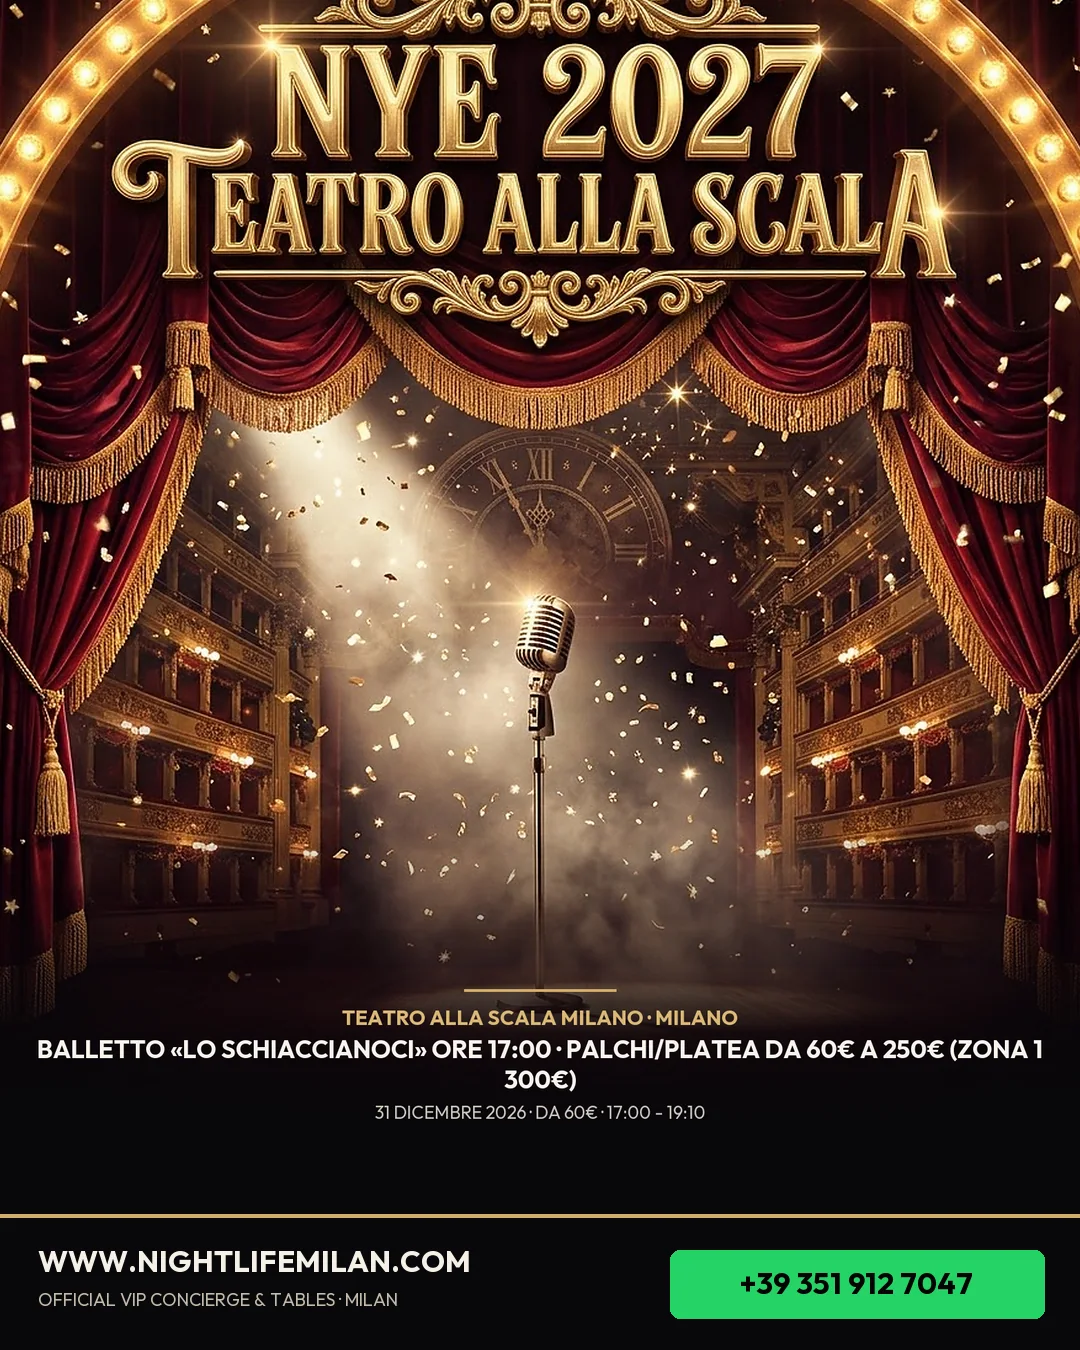 NYE 2027
TEATRO ALLA SCALA
XII
TEATRO ALLA SCALA MILANO · MILANO
BALLETTO «LO SCHIACCIANOCI» ORE 17:00 · PALCHI/PLATEA DA 60€ A 250€ (ZONA 1
300€)
31 DICEMBRE 2026 · DA 60€ · 17:00 - 19:10
WWW.NIGHTLIFEMILAN.COM
OFFICIAL VIP CONCIERGE & TABLES · MILAN
+39 351 912 7047